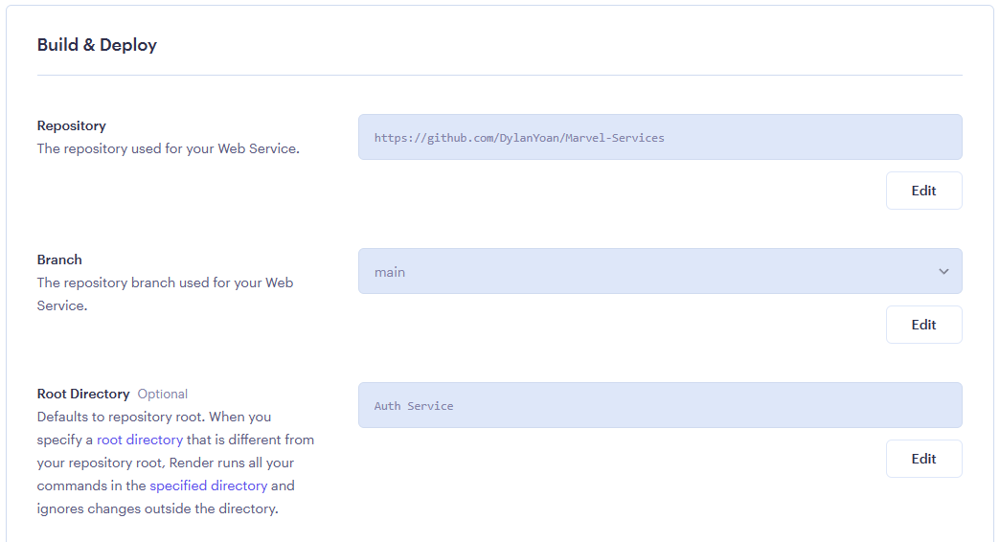 Build & Deploy
Repository
The repository used for your Web Service.
https://github.com/DylanYoan/Marvel-Services
Edit
Branch
The repository branch used for your Web
Service.
main
Edit
Root Directory Optional
Defaults to repository root. When you
specify a root directory that is different from
your repository root, Render runs all your
commands in the specified directory and
ignores changes outside the directory.
Auth Service
Edit